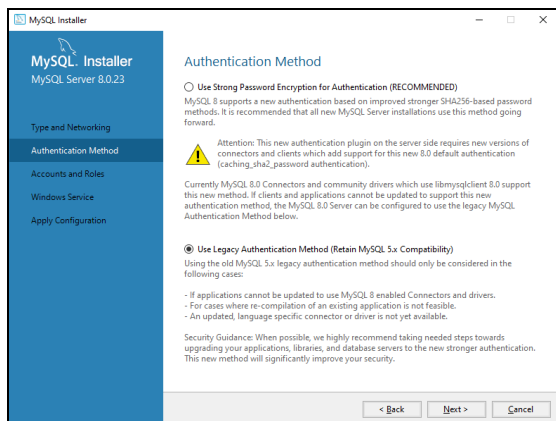 MySQL Installer
MySQL. Installer
MySQL Server 8.0.23
Type and Networking
Authentication Method
Accounts and Roles
Windows Service
Apply Configuration
Authentication Method
Use Strong Password Encryption for Authentication (RECOMMENDED)
MySQL 8 supports a new authentication based on improved stronger SHA256-based password
methods. It is recommended that all new MySQL Server installations use this method going
forward.
Attention: This new authentication plugin on the server side requires new versions of
connectors and clients which add support for this new 8.0 default authentication
(caching_sha2_password authentication).
Currently MySQL 8.0 Connectors and community drivers which use libmysqlclient 8.0 support
this new method. If clients and applications cannot be updated to support this new
authentication method, the MySQL 8.0 Server can be configured to use the legacy MySQL
Authentication Method below.
Use Legacy Authentication Method (Retain MySQL 5.x Compatibility)
Using the old MySQL 5.x legacy authentication method should only be considered in the
following cases:
- If applications cannot be updated to use MySQL 8 enabled Connectors and drivers.
- For cases where re-compilation of an existing application is not feasible.
- An updated, language specific connector or driver is not yet available.
Security Guidance: When possible, we highly recommend taking needed steps towards
upgrading your applications, libraries, and database servers to the new stronger authentication.
This new method will significantly improve your security.
< Back
Next >
Cancel